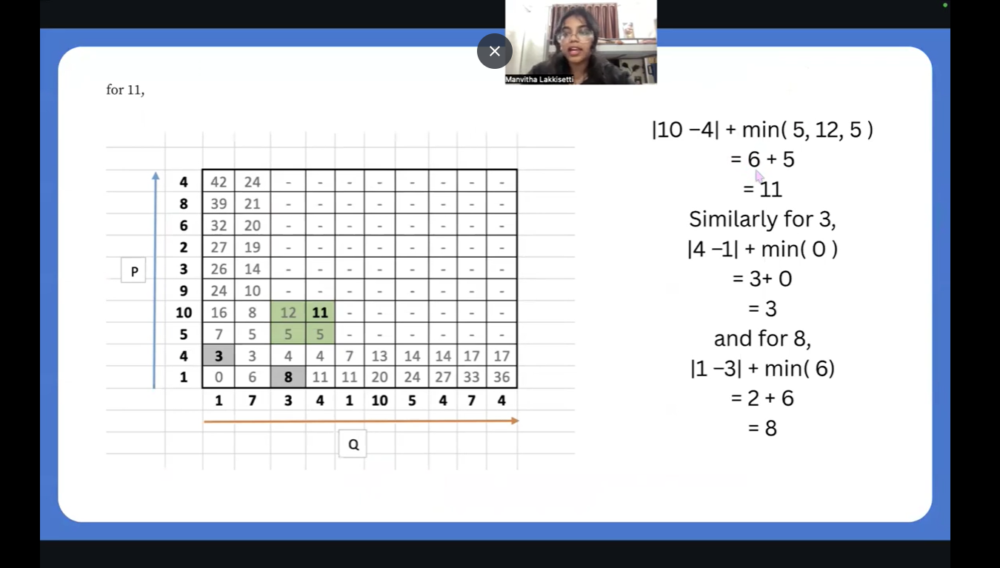 Manvitha Lakkisetti
for 11,
4 42 24 - - - - - - - -
8 39 21 - - - - - - - -
6 32 20 - - - - - - - -
2 27 19 - - - - - - - -
3 26 14 - - - - - - - -
9 24 10 - - - - - - - -
10 16 8 12 11 - - - - - -
5 7 5 5 5 - - - - - -
4 3 3 4 4 7 13 14 14 17 17
1 0 6 8 11 11 20 24 27 33 36
1 7 3 4 1 10 5 4 7 4
P
Q
|10 –4| + min( 5, 12, 5 )
= 6 + 5
= 11
Similarly for 3,
|4 –1| + min( 0 )
= 3+ 0
= 3
and for 8,
|1 –3| + min( 6)
= 2 + 6
= 8